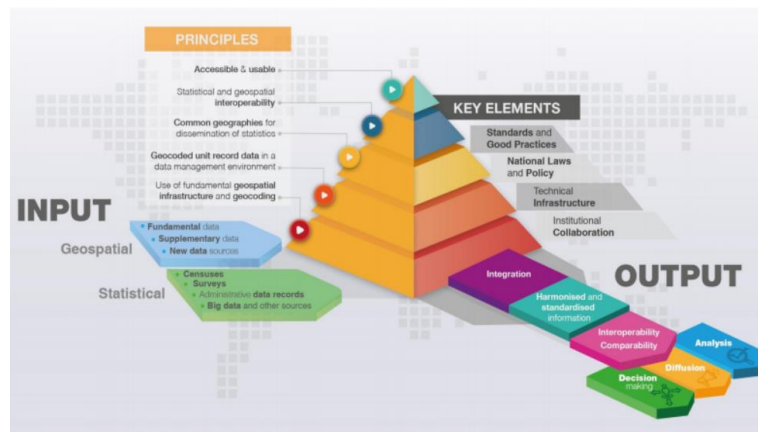 PRINCIPLES
Accessible & usable
Statistical and geospatial
interoperability
Common geographies for
dissemination of statistics
Geocoded unit record data in a
data management environment
Use of fundamental geospatial
infrastructure and geocoding
KEY ELEMENTS
Standards and
Good Practices
National Laws
and Policy
Technical
Infrastructure
Institutional
Collaboration
INPUT
Geospatial
Fundamental data
Supplementary data
New data sources
Statistical
Censuses
Surveys
Administrative data records
Big data and other sources
OUTPUT
Integration
Harmonised and
standardised
information
Interoperability
Comparability
Analysis
Diffusion
Decision
making